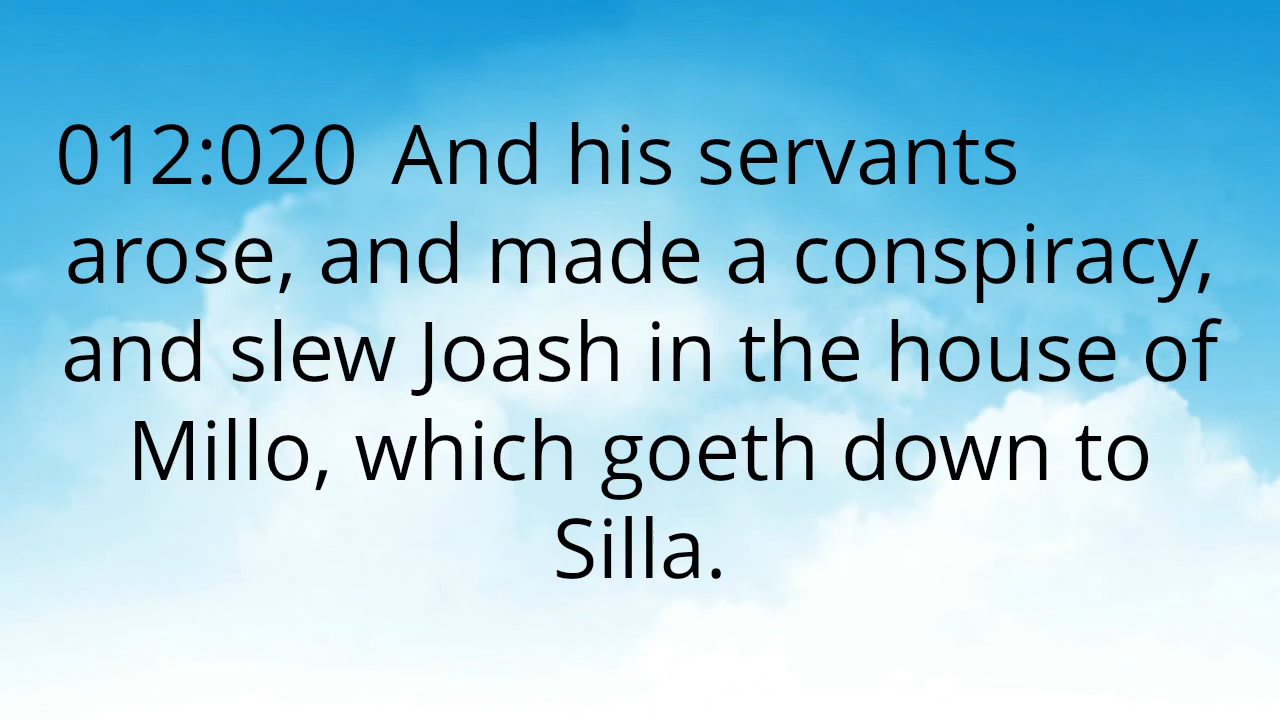 012:020 And his servants
arose, and made a conspiracy,
and slew Joash in the house of
Millo, which goeth down to
Silla.